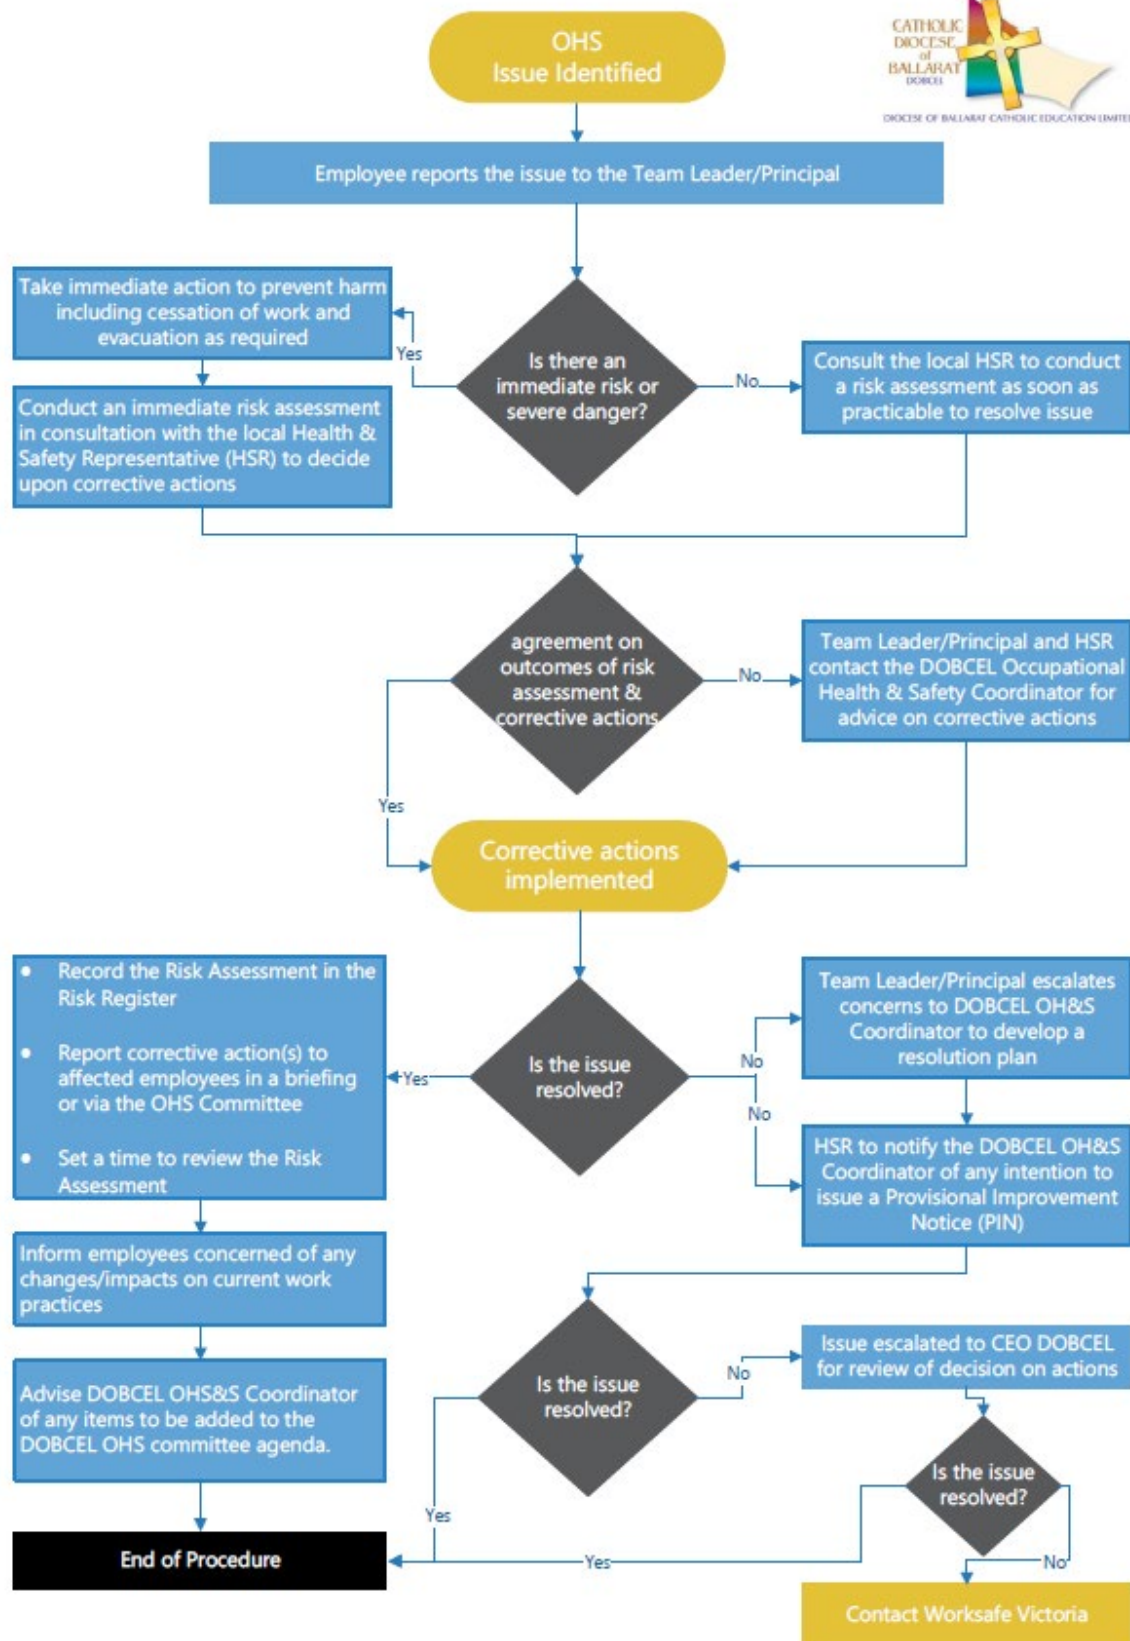 OHS
Issue Identified
CATHOLIC
DIOCESE
of
BALLARAT
DOBCEL
DIOCESE OF BALLARAT CATHOLIC EDUCATION LIMITED
Employee reports the issue to the Team Leader/Principal
Take immediate action to prevent harm
including cessation of work and
evacuation as required
Yes
Is there an
immediate risk or
severe danger?
No
Consult the local HSR to conduct
a risk assessment as soon as
practicable to resolve issue
Conduct an immediate risk assessment
in consultation with the local Health &
Safety Representative (HSR) to decide
upon corrective actions
agreement on
outcomes of risk
assessment &
corrective actions
No
Team Leader/Principal and HSR
contact the DOBCEL Occupational
Health & Safety Coordinator for
advice on corrective actions
Yes
Corrective actions
implemented
• Record the Risk Assessment in the
Risk Register
• Report corrective action(s) to
affected employees in a briefing
or via the OHS Committee
• Set a time to review the Risk
Assessment
Yes
Is the issue
resolved?
No
No
Team Leader/Principal escalates
concerns to DOBCEL OH&S
Coordinator to develop a
resolution plan
HSR to notify the DOBCEL OH&S
Coordinator of any intention to
issue a Provisional Improvement
Notice (PIN)
Inform employees concerned of any
changes/impacts on current work
practices
Advise DOBCEL OHS&S Coordinator
of any items to be added to the
DOBCEL OHS committee agenda.
Is the issue
resolved?
No
Issue escalated to CEO DOBCEL
for review of decision on actions
Is the issue
resolved?
Yes
Yes
No
End of Procedure
Contact Worksafe Victoria